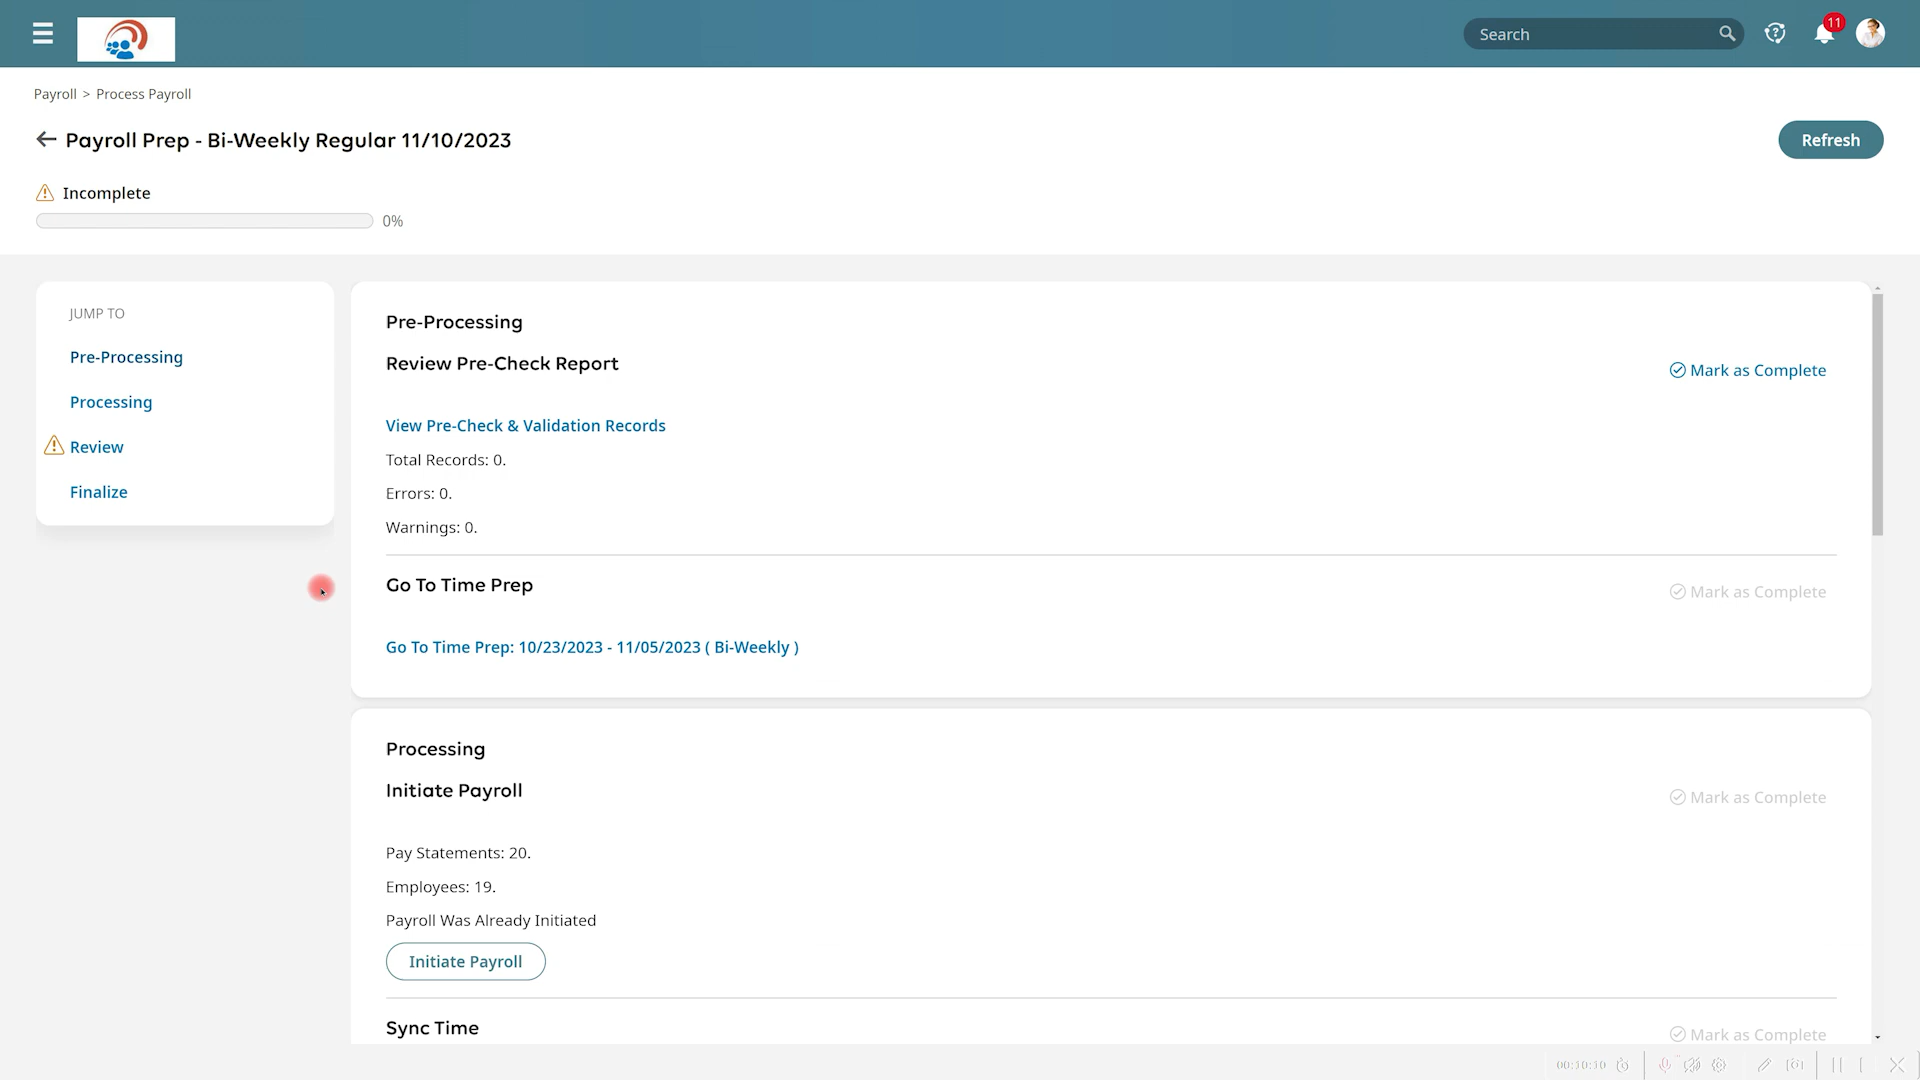 Search
11
Payroll > Process Payroll
Payroll Prep - Bi-Weekly Regular 11/10/2023
Refresh
Incomplete
0%
JUMP TO
Pre-Processing
Processing
Review
Finalize
Pre-Processing
Review Pre-Check Report
Mark as Complete
View Pre-Check & Validation Records
Total Records: 0.
Errors: 0.
Warnings: 0.
Go To Time Prep
Mark as Complete
Go To Time Prep: 10/23/2023 - 11/05/2023 ( Bi-Weekly )
Processing
Initiate Payroll
Mark as Complete
Pay Statements: 20.
Employees: 19.
Payroll Was Already Initiated
Initiate Payroll
Sync Time
Mark as Complete
00:10:10